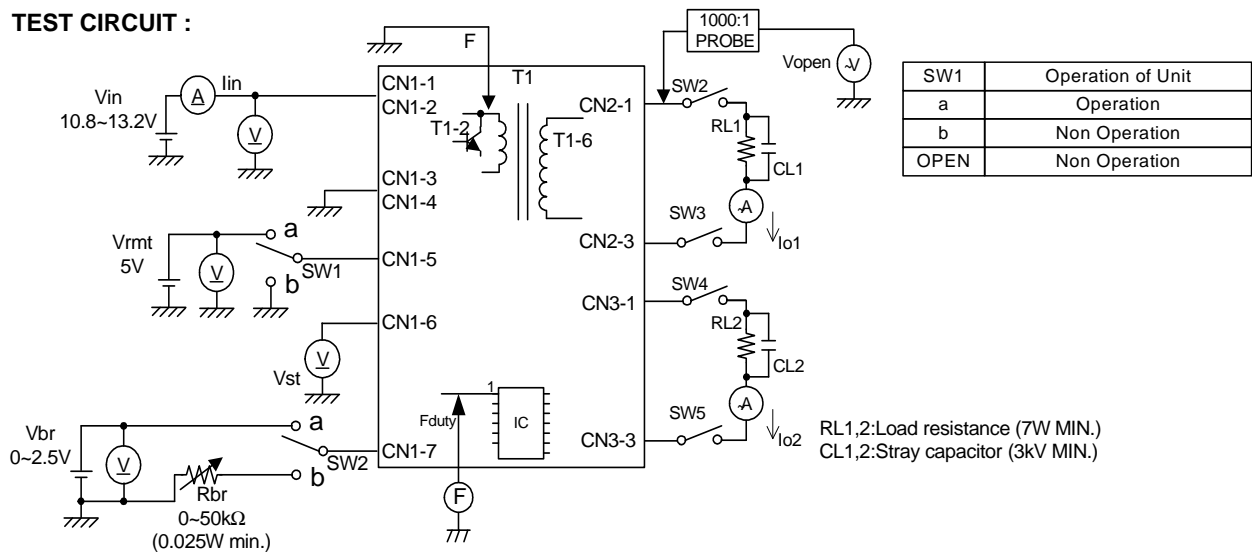 TEST CIRCUIT :
F
1000:1
PROBE
Vopen
~V
Vin
10.8~13.2V
A
Iin
V
CN1-1
CN1-2
T1
T1-2
T1-6
CN2-1
SW2
RL1
CL1
~A
Io1
SW3
CN2-3
CN1-3
CN1-4
Vrmt
5V
V
a
b
SW1
CN1-5
CN3-1
SW4
RL2
CL2
~A
Io2
SW5
CN3-3
CN1-6
V
Vst
1
IC
Fduty
F
Vbr
0~2.5V
V
a
b
SW2
CN1-7
Rbr
0~50kΩ
(0.025W min.)
SW1 Operation of Unit
a Operation
b Non Operation
OPEN Non Operation
RL1,2:Load resistance (7W MIN.)
CL1,2:Stray capacitor (3kV MIN.)